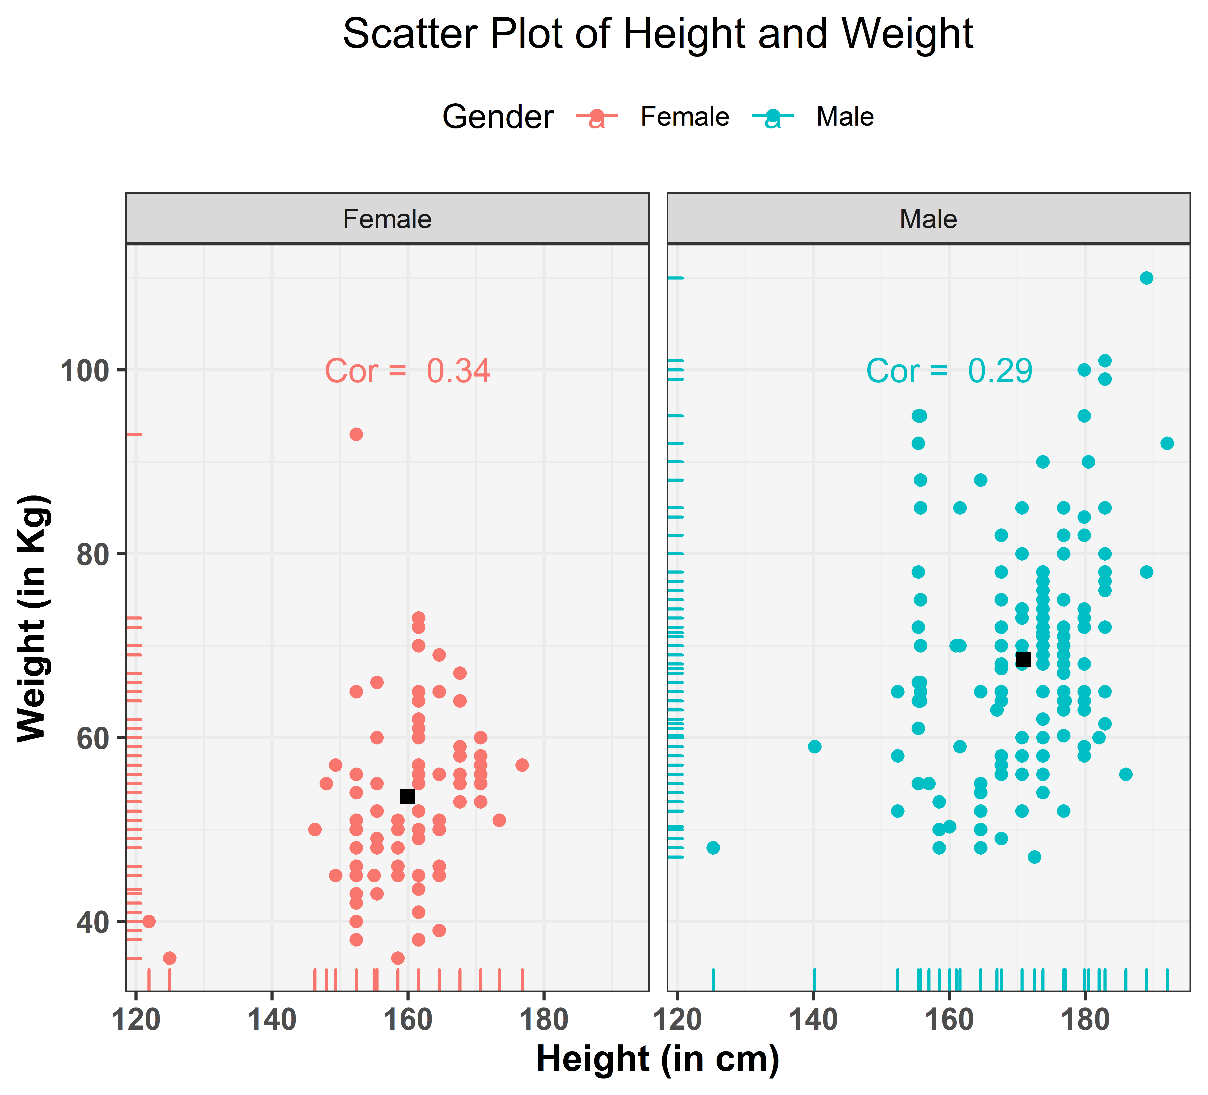 Scatter Plot of Height and Weight
Gender a Female a Male
Female Male
Cor = 0.34 Cor = 0.29
100
80
60
40
Weight (in Kg)
120 140 160 180 120 140 160 180
Height (in cm)